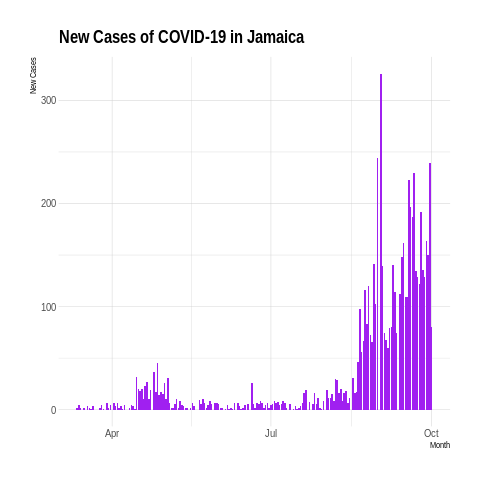 New Cases of COVID-19 in Jamaica
New Cases
300
200
100
0
Apr
Jul
Oct
Month